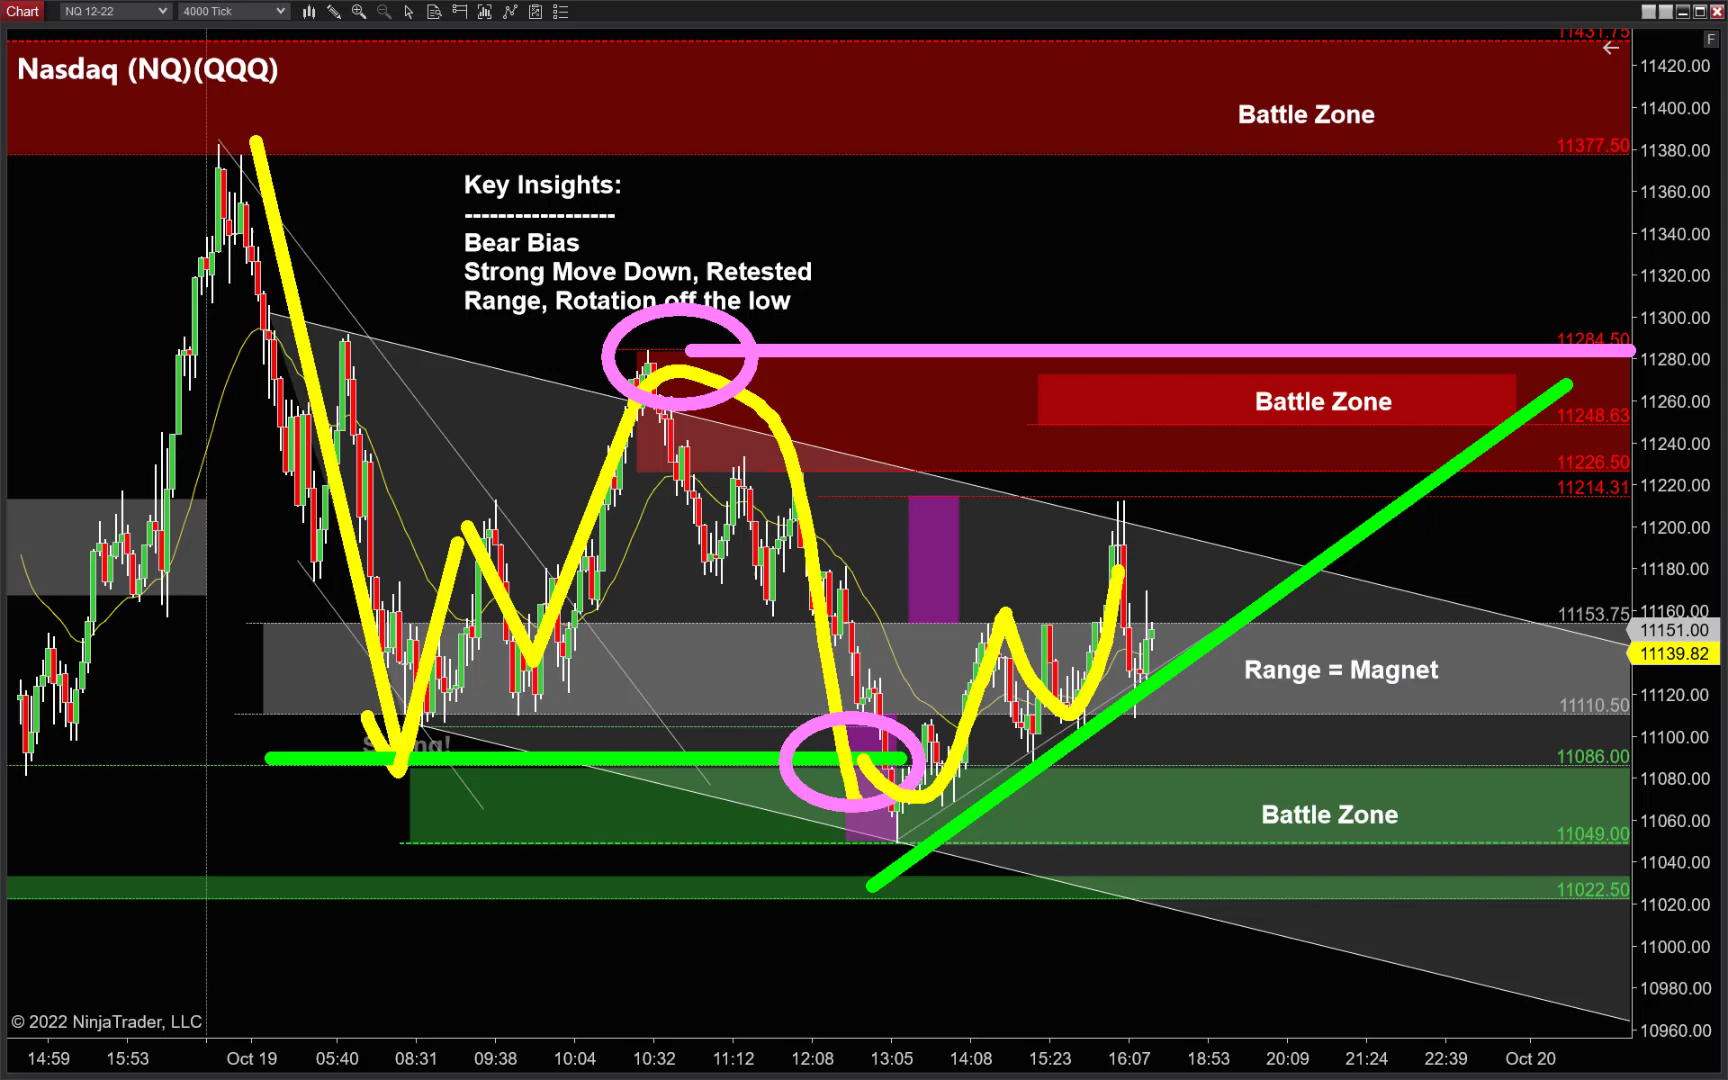 Chart NQ 12-22 4000 Tick
F
11431.75
Nasdaq (NQ)(QQQ)
11420.00
Battle Zone
11400.00
11377.50
11380.00
Key Insights:
------------------
Bear Bias
Strong Move Down, Retested
Range, Rotation off the low
11360.00
11340.00
11320.00
11300.00
11284.50
11280.00
Battle Zone
11260.00
11248.63
11240.00
11226.50
11220.00
11214.31
11200.00
11180.00
11160.00
11153.75
11151.00
11139.82
Range = Magnet
11120.00
11110.50
11100.00
11086.00
11080.00
Battle Zone
11060.00
11049.00
11040.00
11022.50
11020.00
11000.00
10980.00
10960.00
© 2022 NinjaTrader, LLC
14:59 15:53 Oct 19 05:40 08:31 09:38 10:04 10:32 11:12 12:08 13:05 14:08 15:23 16:07 18:53 20:09 21:24 22:39 Oct 20